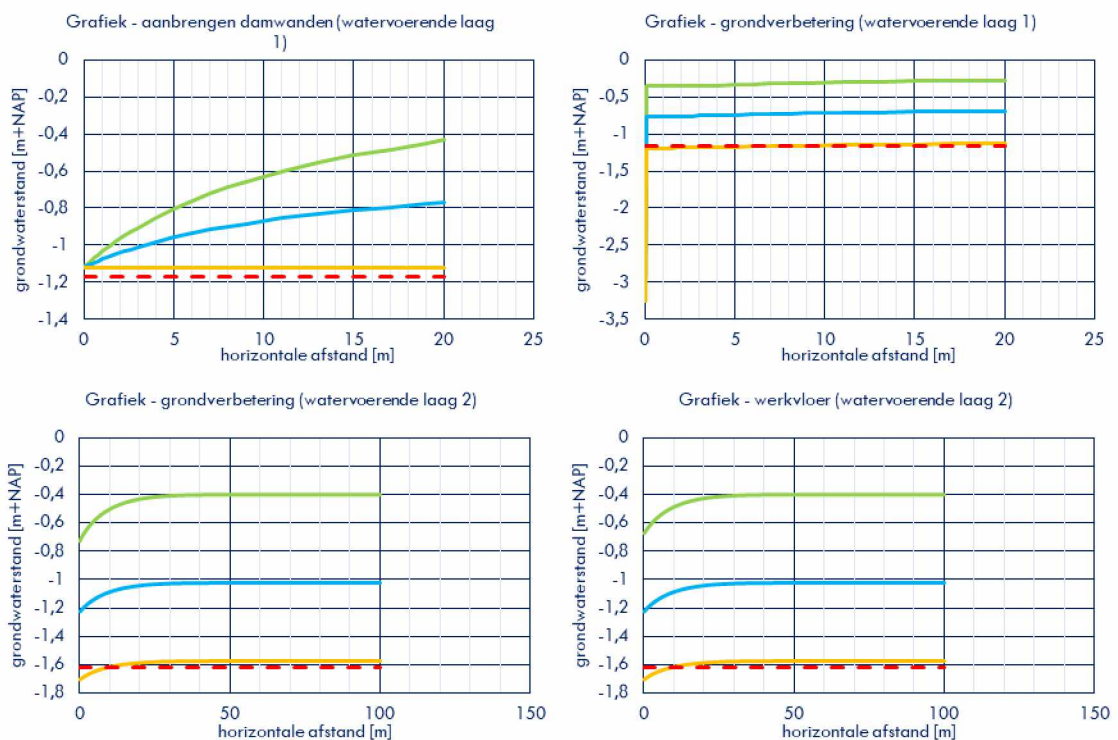 Grafiek - aanbrengen damwanden (watervoerende laag
1)
grondwaterstand [m+NAP]
0
-0,2
-0,4
-0,6
-0,8
-1
-1,2
-1,4
0 5 10 15 20 25
horizontale afstand [m]
Grafiek - grondverbetering (watervoerende laag 1)
grondwaterstand [m+NAP]
0
-0,5
-1
-1,5
-2
-2,5
-3
-3,5
0 5 10 15 20 25
horizontale afstand [m]
Grafiek - grondverbetering (watervoerende laag 2)
grondwaterstand [m+NAP]
0
-0,2
-0,4
-0,6
-0,8
-1
-1,2
-1,4
-1,6
-1,8
0 50 100 150
horizontale afstand [m]
Grafiek - werkvloer (watervoerende laag 2)
grondwaterstand [m+NAP]
0
-0,2
-0,4
-0,6
-0,8
-1
-1,2
-1,4
-1,6
-1,8
0 50 100 150
horizontale afstand [m]